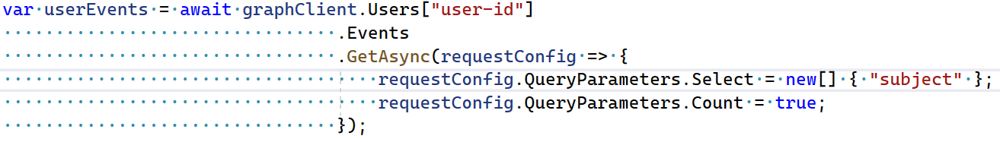 var userEvents = await graphClient.Users["user-id"]
                                .Events
                                .GetAsync(requestConfig => {
                                    requestConfig.QueryParameters.Select = new[] { "subject" };
                                    requestConfig.QueryParameters.Count = true;
                                });